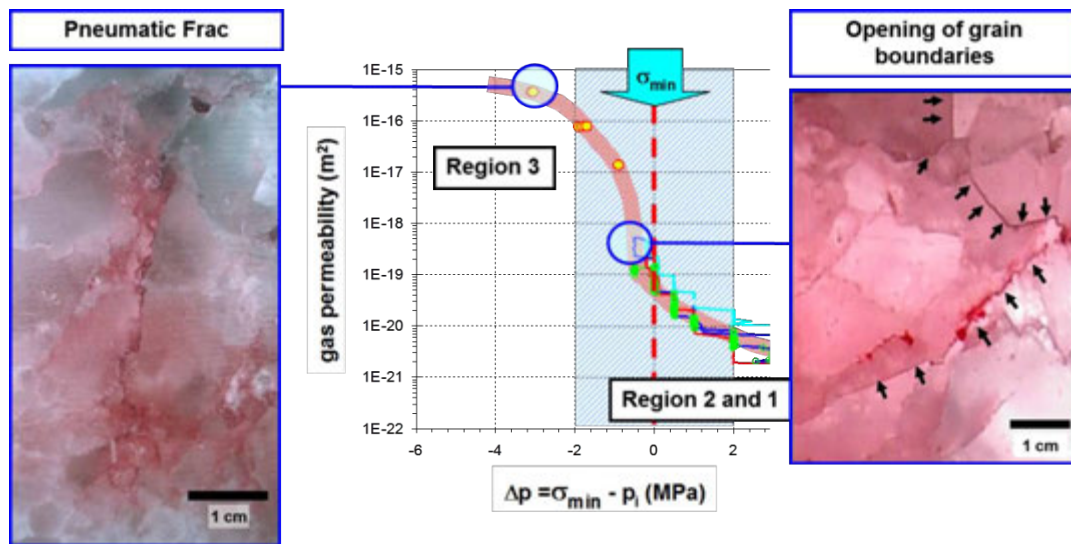 Pneumatic Frac
Opening of grain
boundaries
σmin
1E-15
1E-16
1E-17
1E-18
1E-19
1E-20
1E-21
1E-22
gas permeability (m²)
Region 3
Region 2 and 1
-6
-4
-2
0
2
Δp =σmin - pi (MPa)
1 cm
1 cm